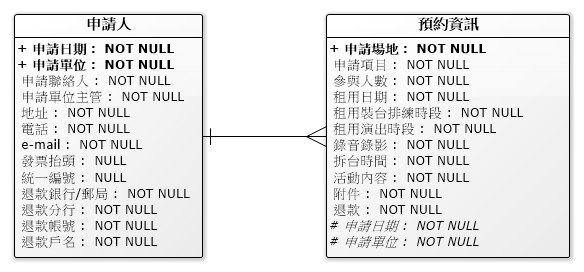 申請人
+ 申請日期： NOT NULL
+ 申請單位： NOT NULL
申請聯絡人： NOT NULL
申請單位主管： NOT NULL
地址： NOT NULL
電話： NOT NULL
e-mail： NOT NULL
發票抬頭： NULL
統一編號： NULL
退款銀行/郵局： NOT NULL
退款分行： NOT NULL
退款帳號： NOT NULL
退款戶名： NOT NULL
預約資訊
+ 申請場地： NOT NULL
申請項目： NOT NULL
參與人數： NOT NULL
租用日期： NOT NULL
租用裝台排練時段： NOT NULL
租用演出時段： NOT NULL
錄音錄影： NOT NULL
拆台時間： NOT NULL
活動內容： NOT NULL
附件： NOT NULL
退款： NOT NULL
# 申請日期： NOT NULL
# 申請單位： NOT NULL